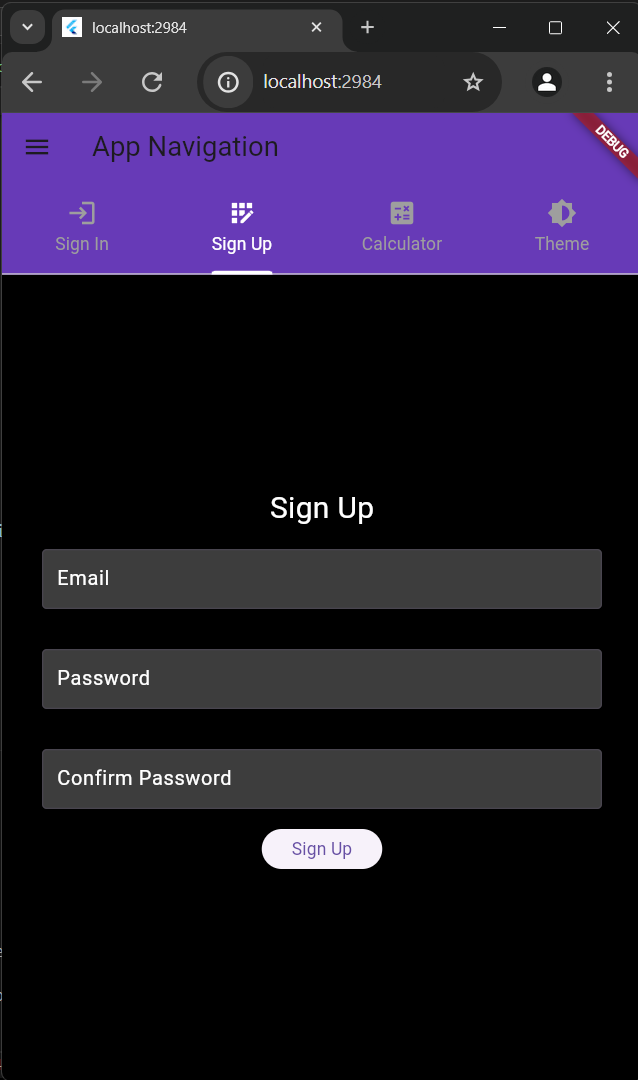 localhost:2984
localhost:2984
App Navigation
DEBUG
Sign In
Sign Up
Calculator
Theme
Sign Up
Email
Password
Confirm Password
Sign Up